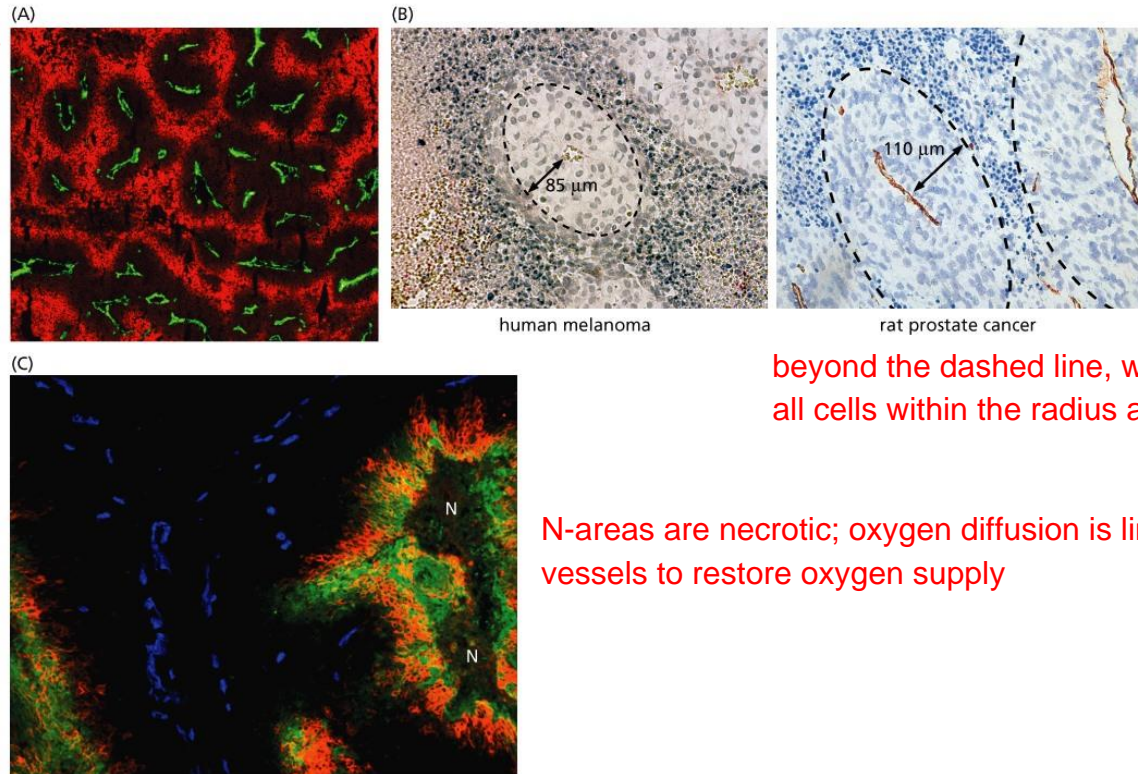 (A)
(B)
85 µm
110 µm
human melanoma
rat prostate cancer
(C)
beyond the dashed line, w
all cells within the radius a
N
N
N-areas are necrotic; oxygen diffusion is li
vessels to restore oxygen supply